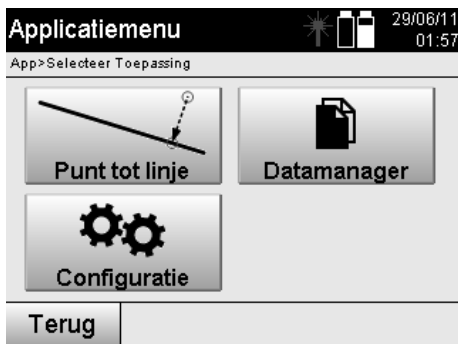 Applicatiemenu
29/06/11
01:57
App>Selecteer Toepassing
Punt tot linje
Datamanager
Configuratie
Terug